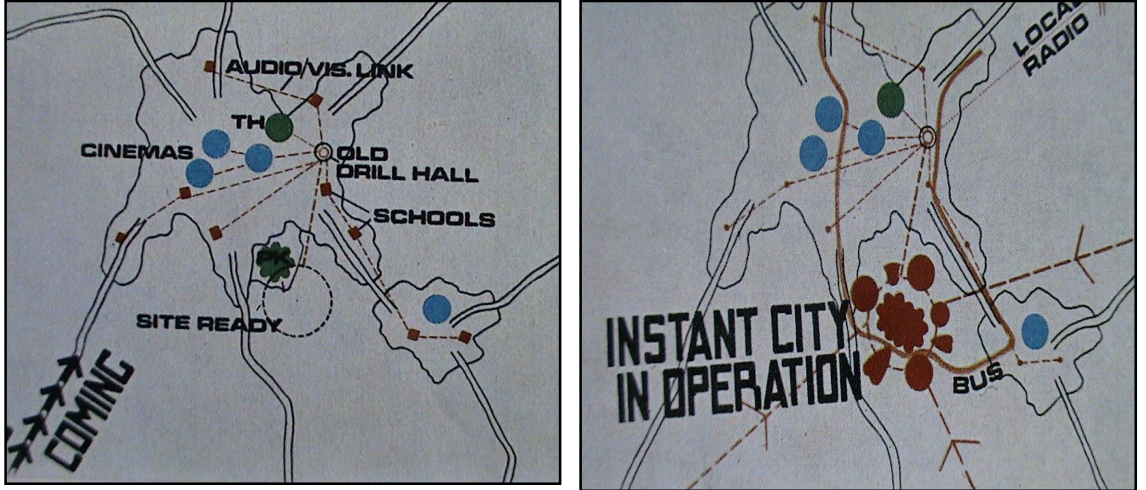 AUDIO/VIS. LINK
TH
CINEMAS
OLD
DRILL HALL
SCHOOLS
PK.
SITE READY
COMING
LOCAL
RADIO
INSTANT CITY
IN OPERATION
BUS